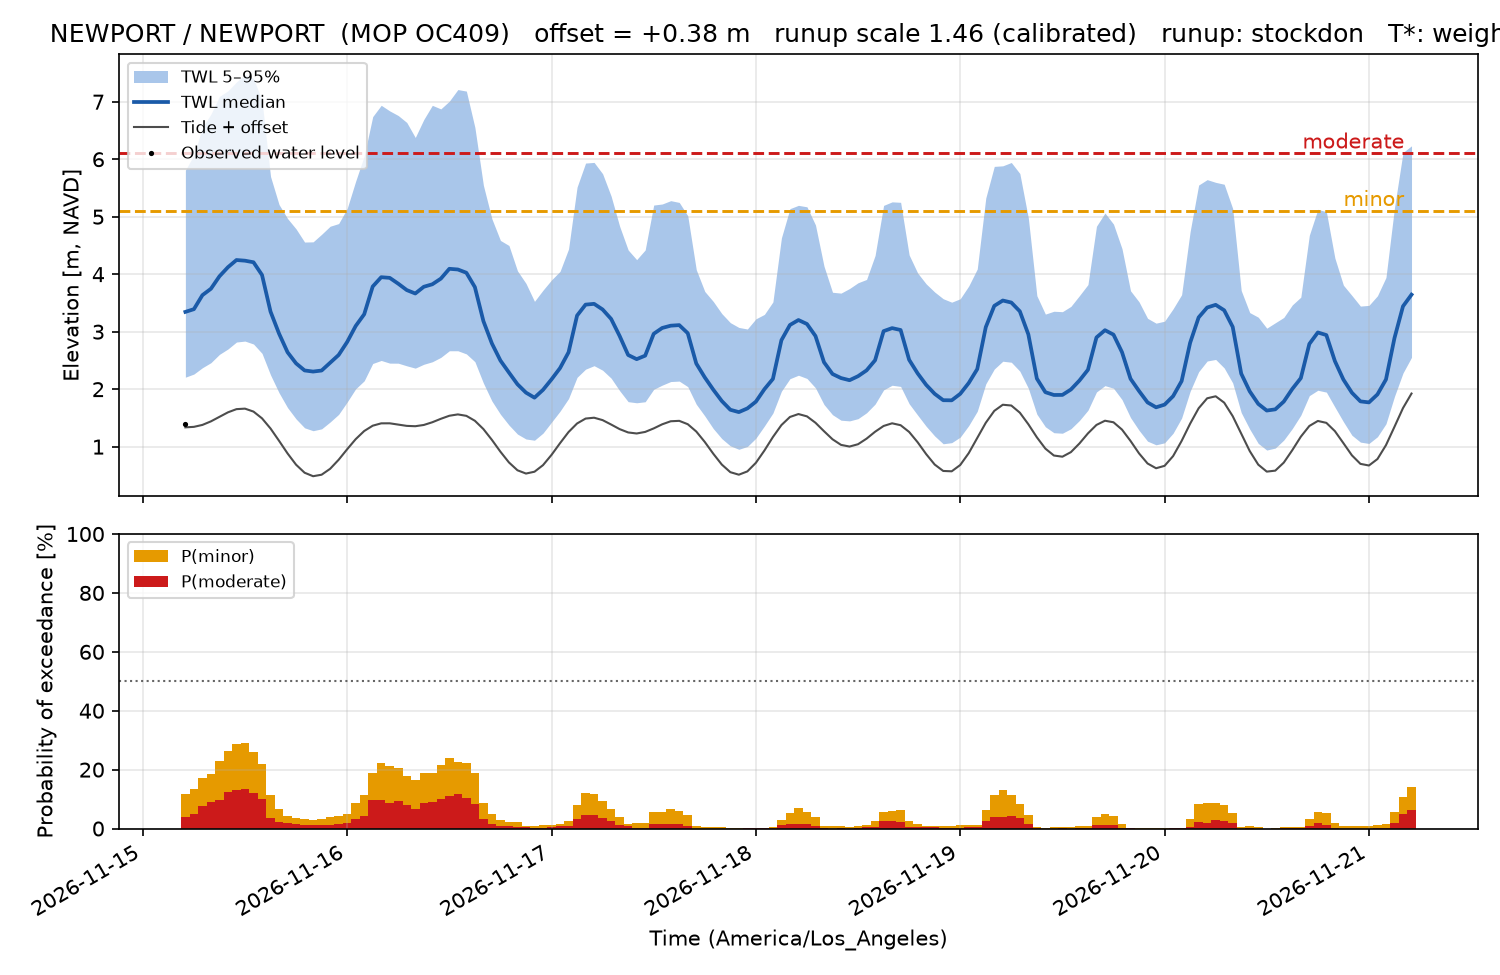 NEWPORT / NEWPORT (MOP OC409) offset = +0.38 m runup scale 1.46 (calibrated) runup: stockdon T*:
TWL 5–95%
TWL median
Tide + offset
Observed water level
moderate
minor
Elevation [m, NAVD]
7
6
5
4
3
2
1
P(minor)
P(moderate)
Probability of exceedance [%]
100
80
60
40
20
0
2026-11-15
2026-11-16
2026-11-17
2026-11-18
2026-11-19
2026-11-20
2026-11-21
Time (America/Los_Angeles)